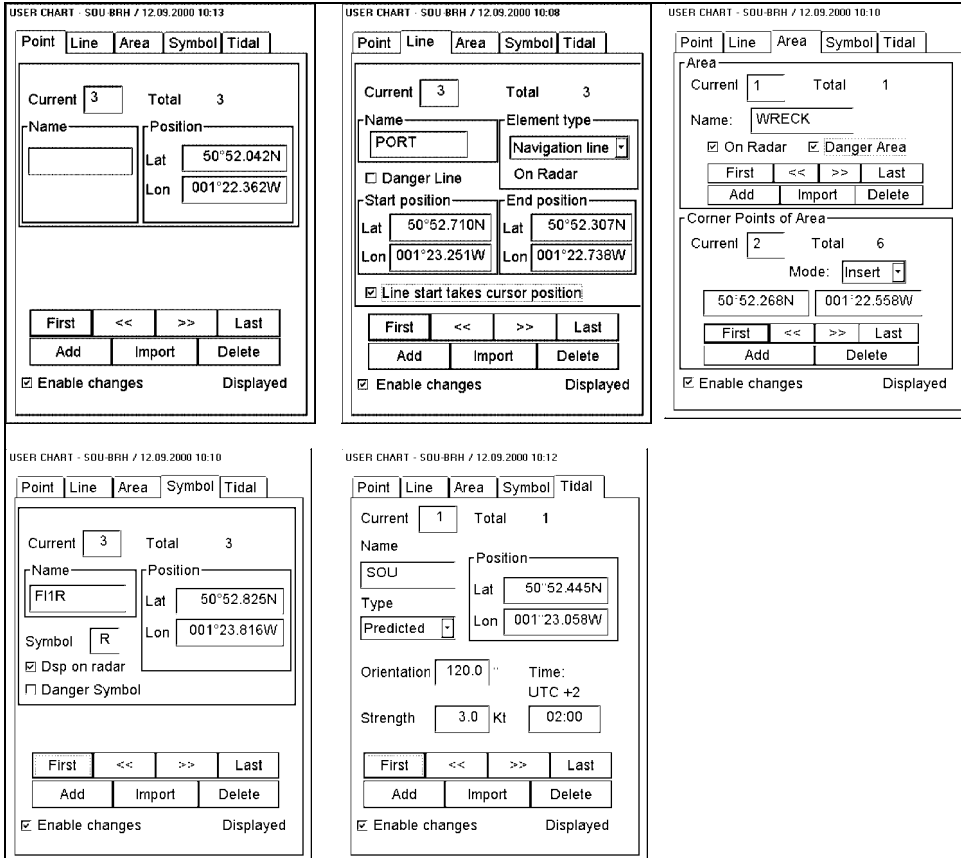 USER CHART - SOU-BRH / 12.09.2000 10:13
Point Line Area Symbol Tidal
Current 3 Total 3
Name Position
Lat 50°52.042N
Lon 001°22.362W
First << >> Last
Add Import Delete
Enable changes Displayed
USER CHART - SOU-BRH / 12.09.2000 10:08
Point Line Area Symbol Tidal
Current 3 Total 3
Name Element type
PORT Navigation line
Danger Line On Radar
Start position End position
Lat 50°52.710N Lat 50°52.307N
Lon 001°23.251W Lon 001°22.738W
Line start takes cursor position
First << >> Last
Add Import Delete
Enable changes Displayed
USER CHART - SOU-BRH / 12.09.2000 10:10
Point Line Area Symbol Tidal
Area
Current 1 Total 1
Name: WRECK
On Radar Danger Area
First << >> Last
Add Import Delete
Corner Points of Area
Current 2 Total 6
Mode: Insert
50°52.268N 001°22.558W
First << >> Last
Add Delete
Enable changes Displayed
USER CHART - SOU-BRH / 12.09.2000 10:10
Point Line Area Symbol Tidal
Current 3 Total 3
Name Position
FI1R Lat 50°52.825N
Symbol R Lon 001°23.816W
Dsp on radar
Danger Symbol
First << >> Last
Add Import Delete
Enable changes Displayed
USER CHART - SOU-BRH / 12.09.2000 10:12
Point Line Area Symbol Tidal
Current 1 Total 1
Name Position
SOU Lat 50°52.445N
Type
Predicted Lon 001°23.058W
Orientation 120.0 ° Time:
UTC +2
Strength 3.0 Kt 02:00
First << >> Last
Add Import Delete
Enable changes Displayed